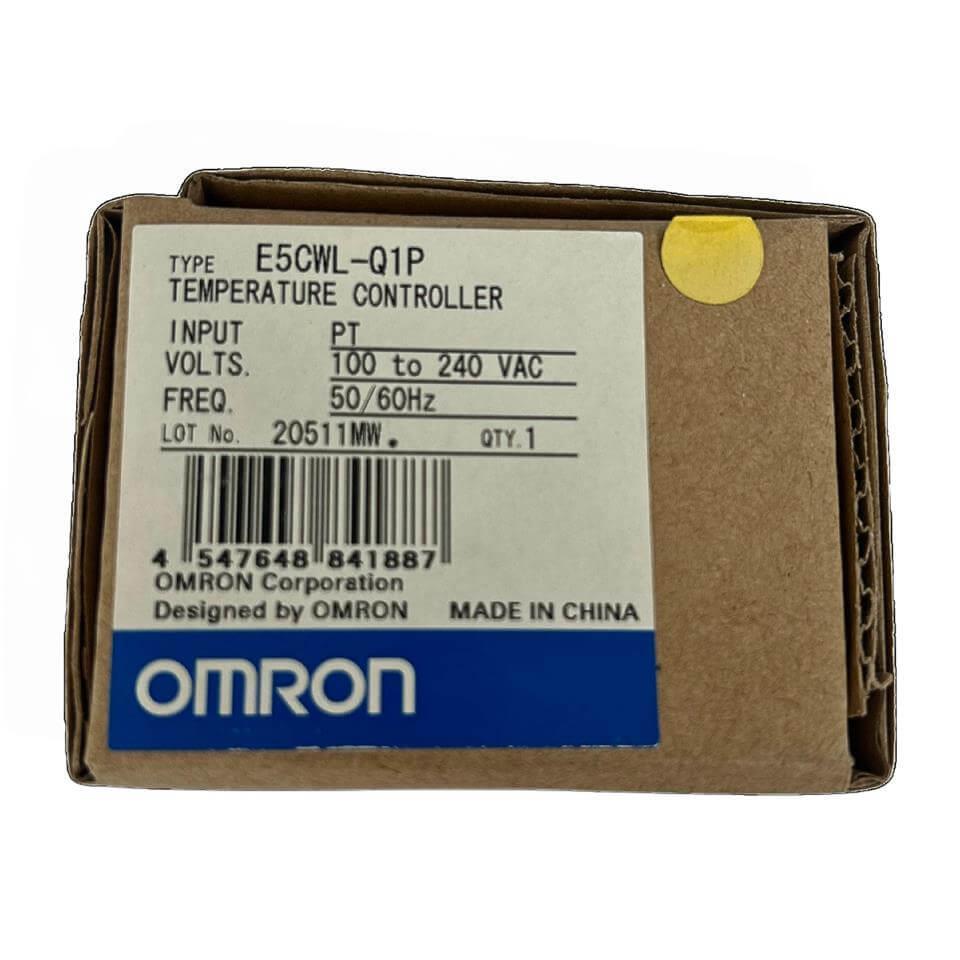 TYPE E5CWL-Q1P
TEMPERATURE CONTROLLER
INPUT PT
VOLTS. 100 to 240 VAC
FREQ. 50/60Hz
LOT No. 20511MW. QTY.1
4 547648 841887
OMRON Corporation
Designed by OMRON MADE IN CHINA
OMRON